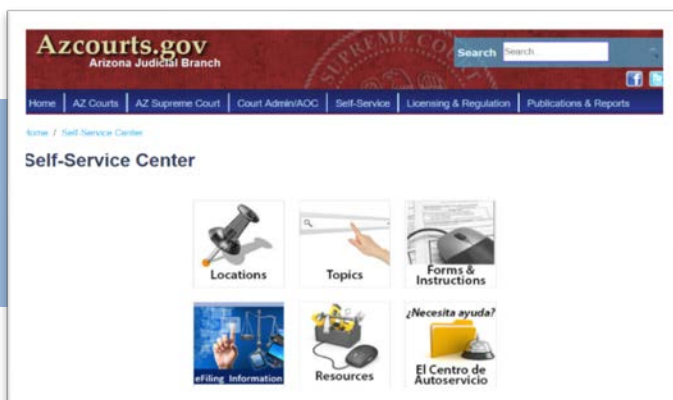 Azcourts.gov
Arizona Judicial Branch
SUPREME CO
Search Search
Home AZ Courts AZ Supreme Court Court Admin/AOC Self-Service Licensing & Regulation Publications & Reports
Home / Self-Service Center
Self-Service Center
Locations Topics Forms & Instructions
eFiling Information Resources ¿Necesita ayuda? El Centro de Autoservicio